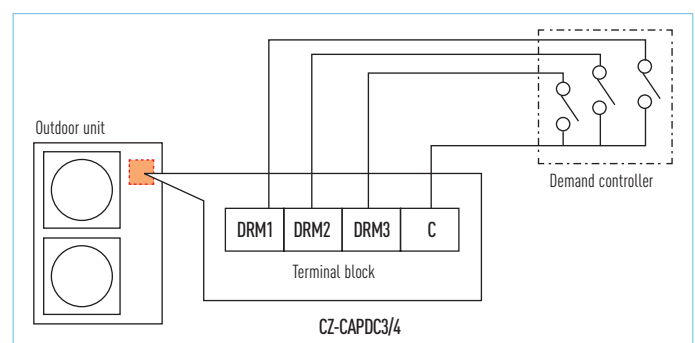 Outdoor unit
Demand controller
DRM1 DRM2 DRM3 C
Terminal block
CZ-CAPDC3/4